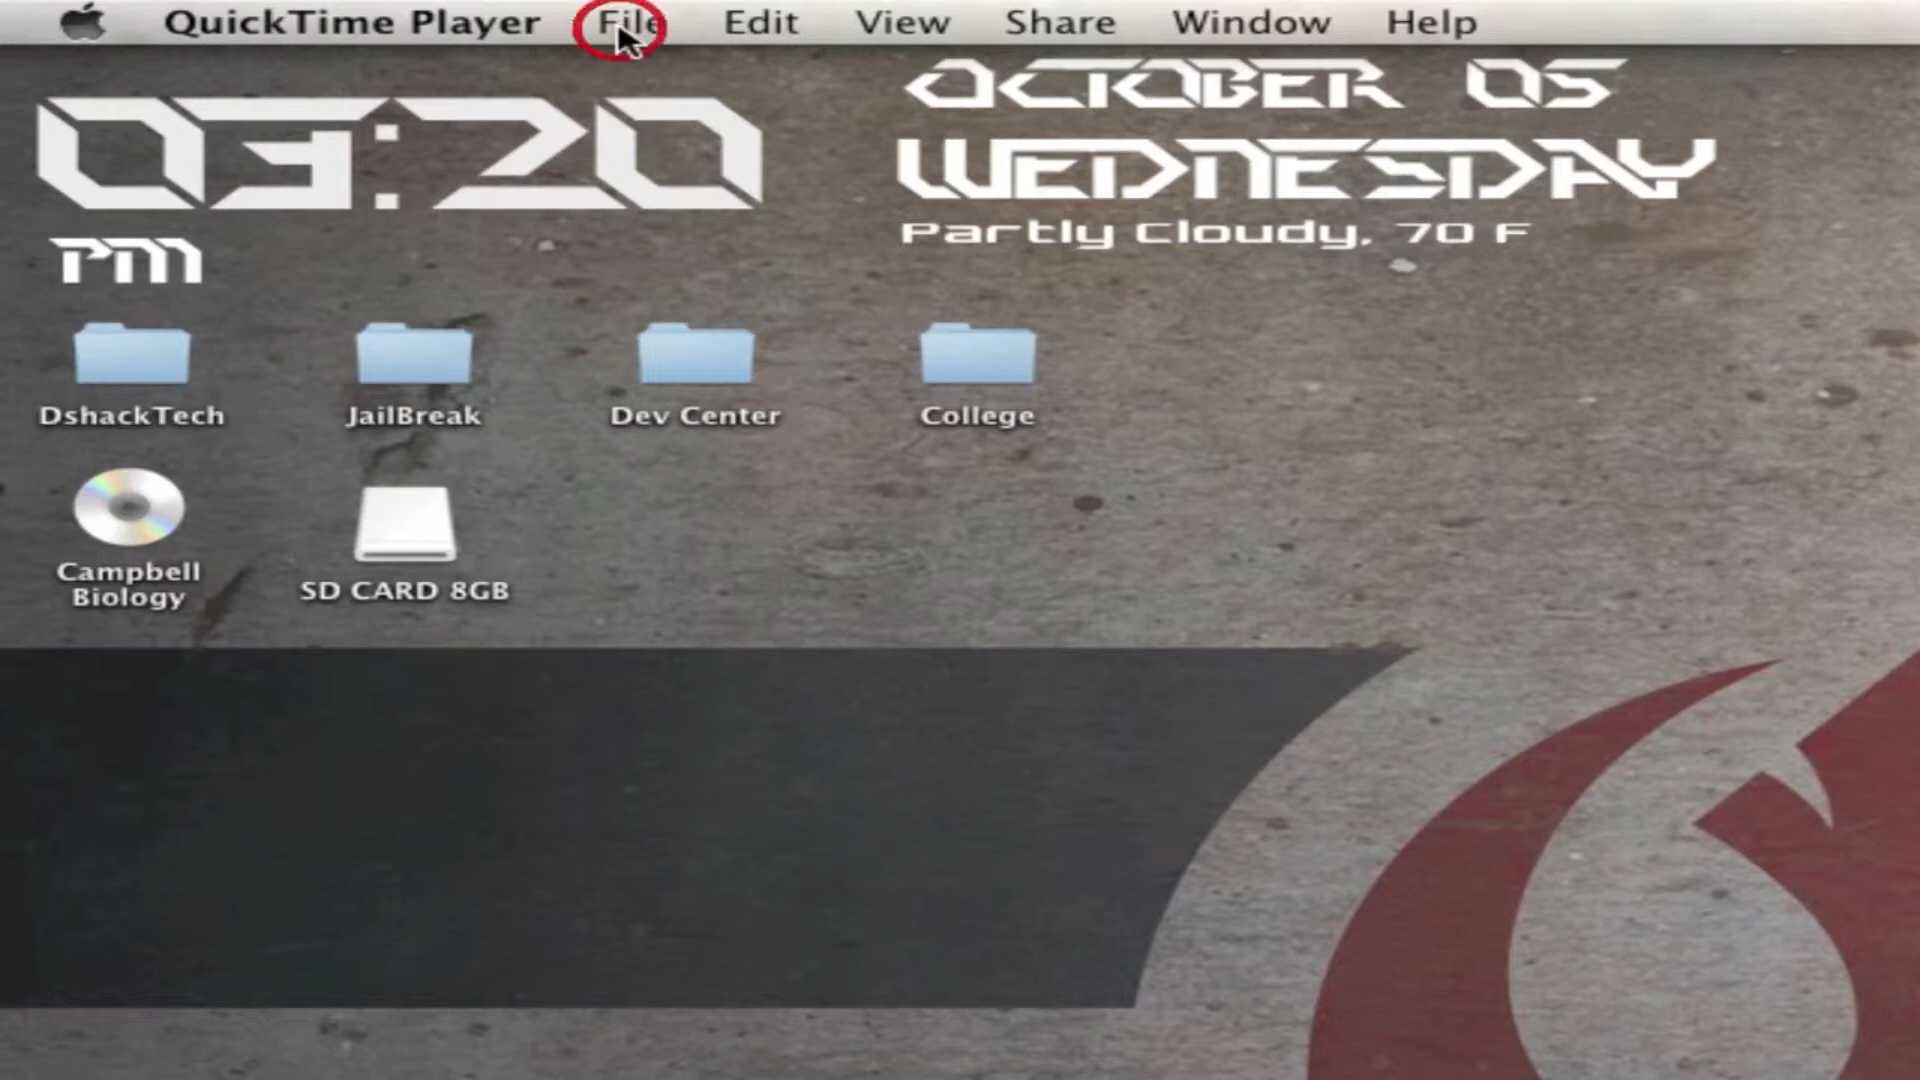 QuickTime Player File Edit View Share Window Help
OCTOBER 05
03:20
WEDNESDAY
Partly Cloudy, 70 F
PM
DshackTech JailBreak Dev Center College
Campbell
Biology
SD CARD 8GB